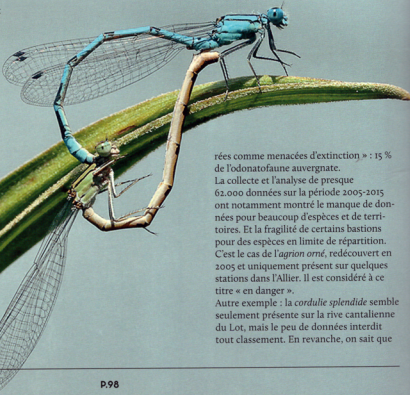 rées comme menacées d'extinction » : 15 %
de l'odonatofaune auvergnate.
La collecte et l'analyse de presque
62.000 données sur la période 2005-2015
ont notamment montré le manque de don-
nées pour beaucoup d'espèces et de terri-
toires. Et la fragilité de certains bastions
pour des espèces en limite de répartition.
C'est le cas de l'agrion orné, redécouvert en
2005 et uniquement présent sur quelques
stations dans l'Allier. Il est considéré à ce
titre « en danger ».
Autre exemple : la cordulie splendide semble
seulement présente sur la rive cantalienne
du Lot, mais le peu de données interdit
tout classement. En revanche, on sait que
P.98